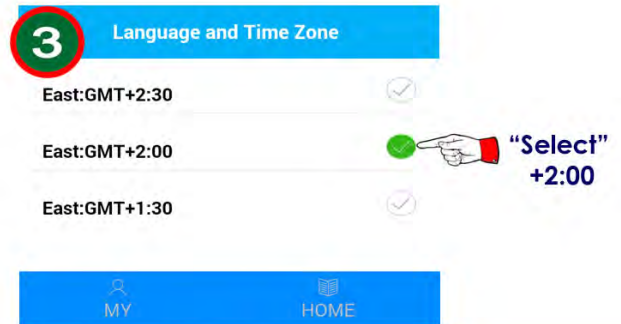 3
Language and Time Zone
East:GMT+2:30
East:GMT+2:00
"Select"
+2:00
East:GMT+1:30
MY
HOME